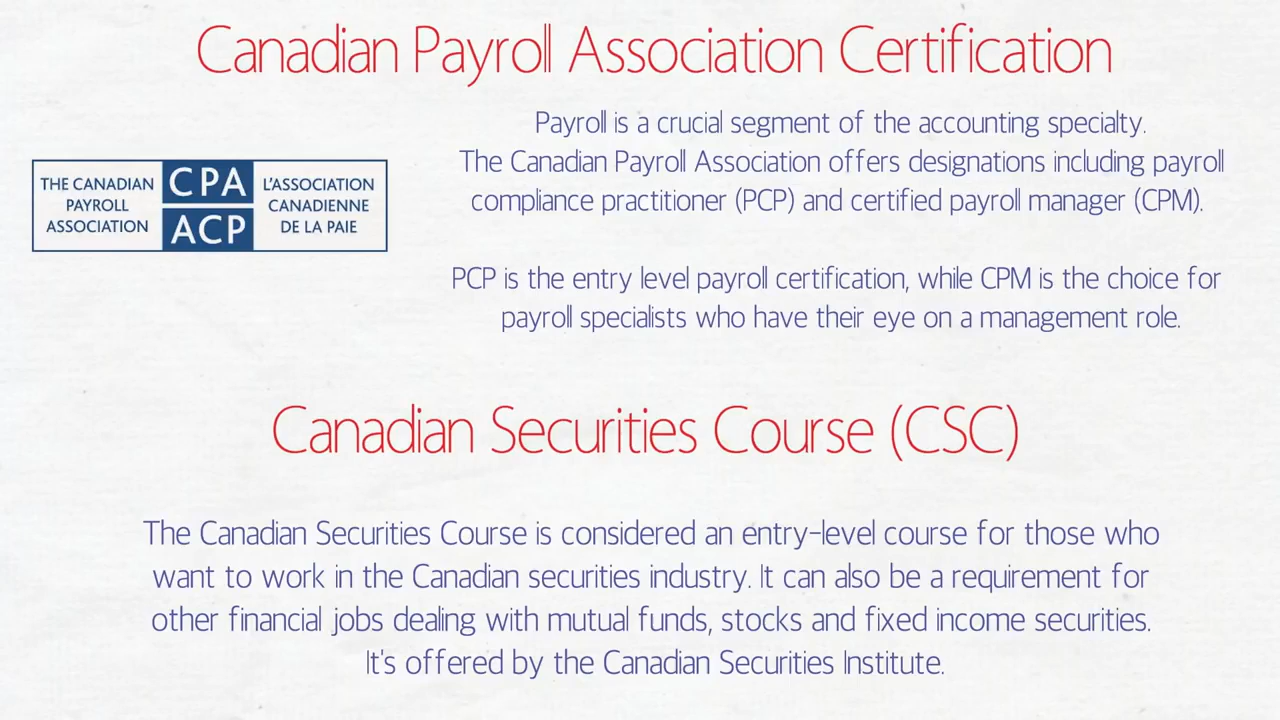 Canadian Payroll Association Certification
THE CANADIAN
PAYROLL
ASSOCIATION
CPA
ACP
L'ASSOCIATION
CANADIENNE
DE LA PAIE
Payroll is a crucial segment of the accounting specialty.
The Canadian Payroll Association offers designations including payroll
compliance practitioner (PCP) and certified payroll manager (CPM).
PCP is the entry level payroll certification, while CPM is the choice for
payroll specialists who have their eye on a management role.
Canadian Securities Course (CSC)
The Canadian Securities Course is considered an entry-level course for those who
want to work in the Canadian securities industry. It can also be a requirement for
other financial jobs dealing with mutual funds, stocks and fixed income securities.
It's offered by the Canadian Securities Institute.